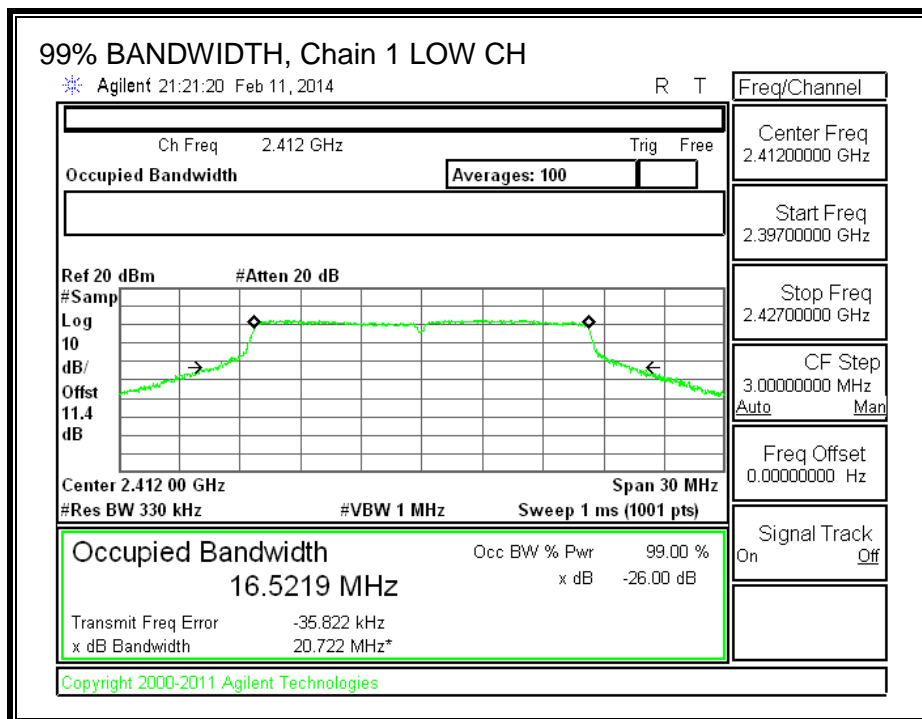 99% BANDWIDTH, Chain 1 LOW CH
Agilent 21:21:20 Feb 11, 2014 R T
Freq/Channel
Ch Freq 2.412 GHz Trig Free
Occupied Bandwidth Averages: 100
Center Freq
2.41200000 GHz
Start Freq
2.39700000 GHz
Stop Freq
2.42700000 GHz
CF Step
3.00000000 MHz
Auto Man
Freq Offset
0.00000000 Hz
Signal Track
On Off
Ref 20 dBm #Atten 20 dB
#Samp
Log
10
dB/
Offst
11.4
dB
Center 2.412 00 GHz Span 30 MHz
#Res BW 330 kHz #VBW 1 MHz Sweep 1 ms (1001 pts)
Occupied Bandwidth Occ BW % Pwr 99.00 %
16.5219 MHz x dB -26.00 dB
Transmit Freq Error -35.822 kHz
x dB Bandwidth 20.722 MHz*
Copyright 2000-2011 Agilent Technologies